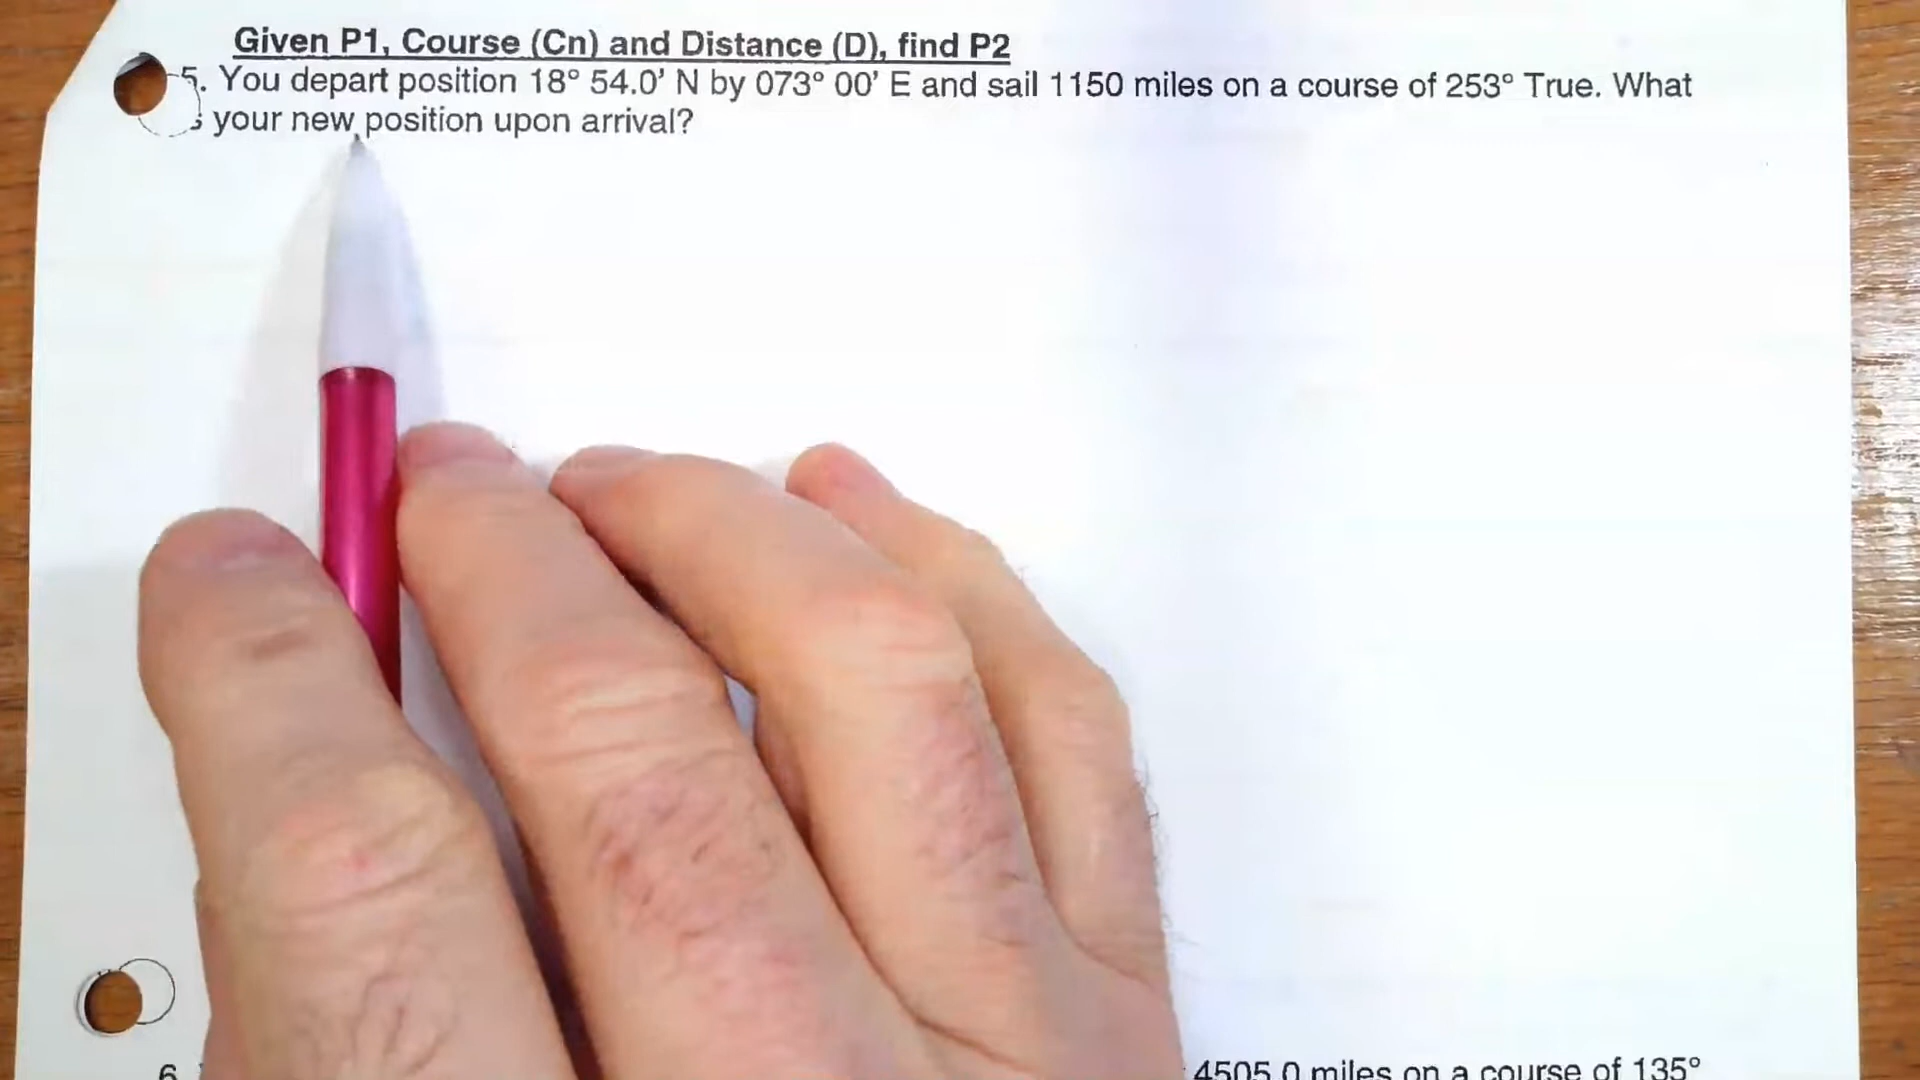 Given P1, Course (Cn) and Distance (D), find P2
5. You depart position 18° 54.0’ N by 073° 00’ E and sail 1150 miles on a course of 253° True. What
your new position upon arrival?
6. 4505.0 miles on a course of 135°